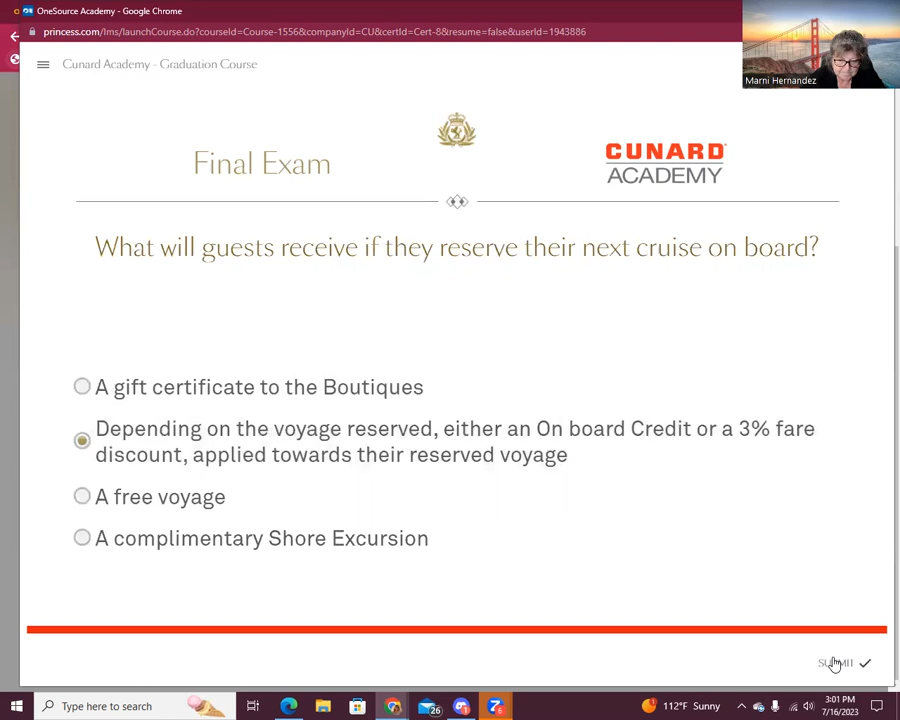 OneSource Academy - Google Chrome
princess.com/lms/launchCourse.do?courseId=Course-1556&companyId=CU&certId=Cert-8&resume=false&userId=1943886
Cunard Academy - Graduation Course
Marni Hernandez
Final Exam
CUNARD
ACADEMY
What will guests receive if they reserve their next cruise on board?
A gift certificate to the Boutiques
Depending on the voyage reserved, either an On board Credit or a 3% fare
discount, applied towards their reserved voyage
A free voyage
A complimentary Shore Excursion
SUBMIT
Type here to search
26
112°F Sunny
3:01 PM
7/16/2023